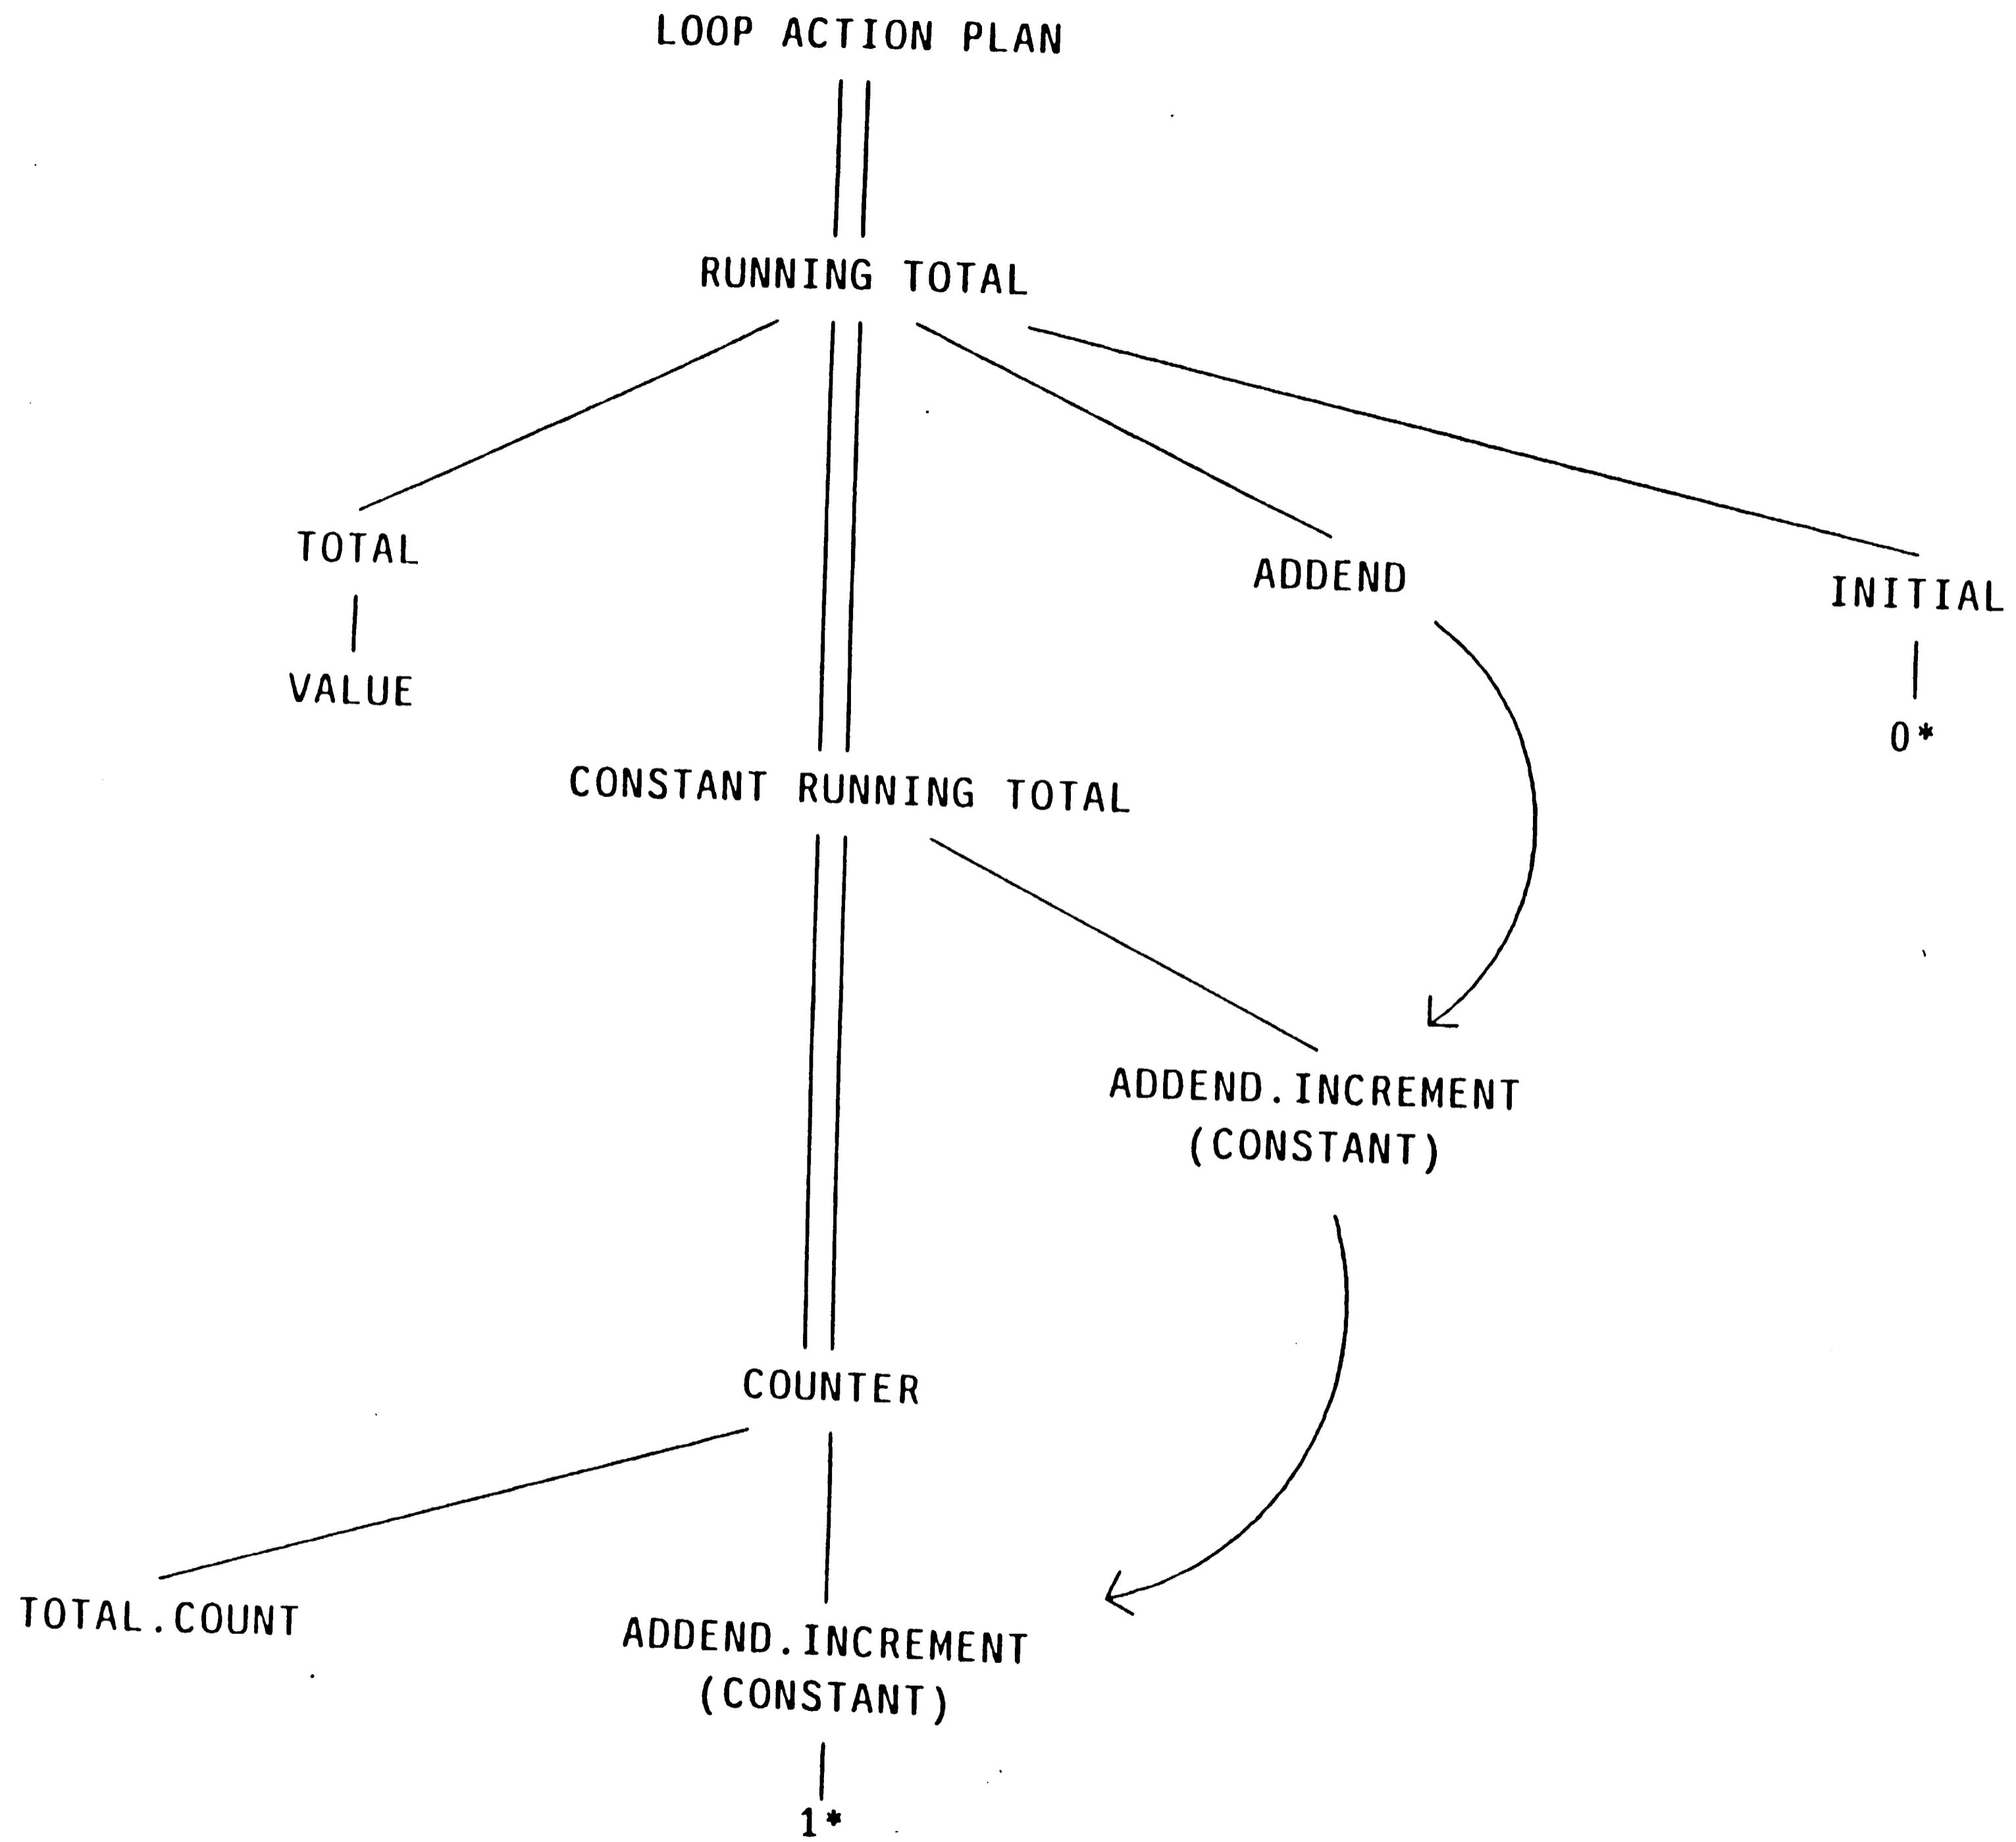 LOOP ACTION PLAN
RUNNING TOTAL
TOTAL
ADDEND
INITIAL
VALUE
0*
CONSTANT RUNNING TOTAL
ADDEND.INCREMENT
(CONSTANT)
COUNTER
TOTAL.COUNT
ADDEND.INCREMENT
(CONSTANT)
1*